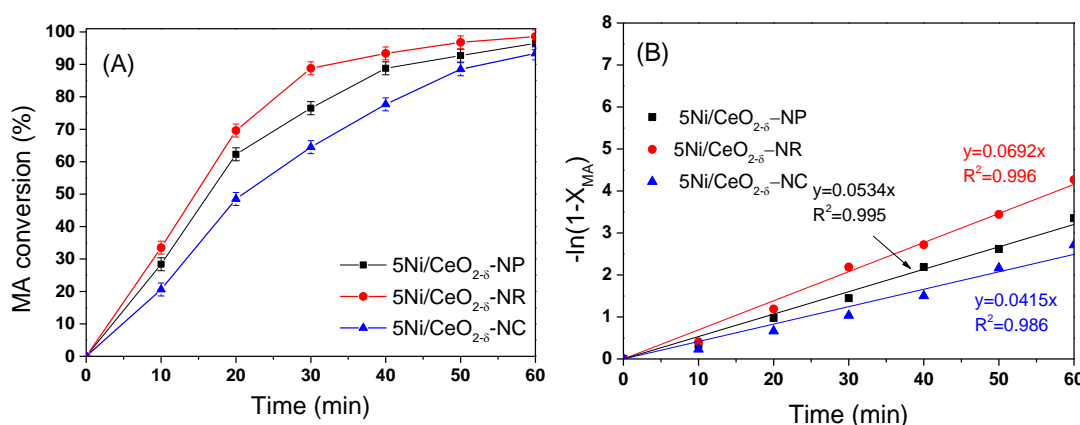 (A)
MA conversion (%)
100
90
80
70
60
50
40
30
20
10
0
5Ni/CeO₂₋δ-NP
5Ni/CeO₂₋δ-NR
5Ni/CeO₂₋δ-NC
0 10 20 30 40 50 60
Time (min)
(B)
-ln(1-X_MA)
8
7
6
5
4
3
2
1
0
-1
5Ni/CeO₂₋δ–NP
5Ni/CeO₂₋δ–NR
5Ni/CeO₂₋δ–NC
y=0.0692x
R²=0.996
y=0.0534x
R²=0.995
y=0.0415x
R²=0.986
0 10 20 30 40 50 60
Time (min)